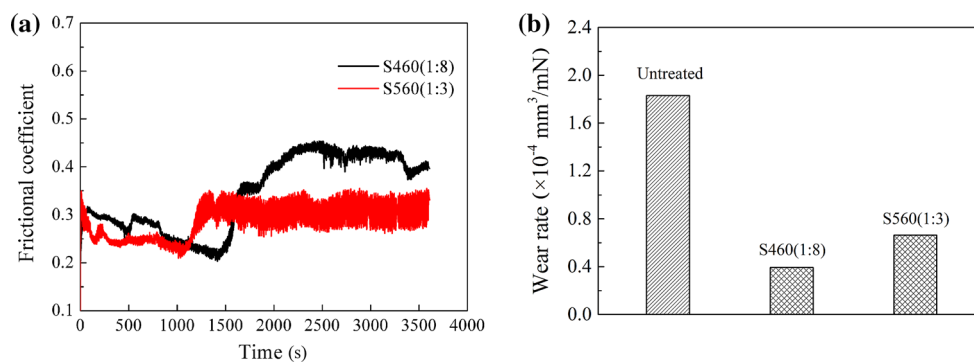 (a)
0.7
0.6
0.5
0.4
0.3
0.2
0.1
Frictional coefficient
S460(1:8)
S560(1:3)
0 500 1000 1500 2000 2500 3000 3500 4000
Time (s)
(b)
2.4
2.0
1.6
1.2
0.8
0.4
0.0
Wear rate (×10⁻⁴ mm³/mN)
Untreated
S460(1:8)
S560(1:3)